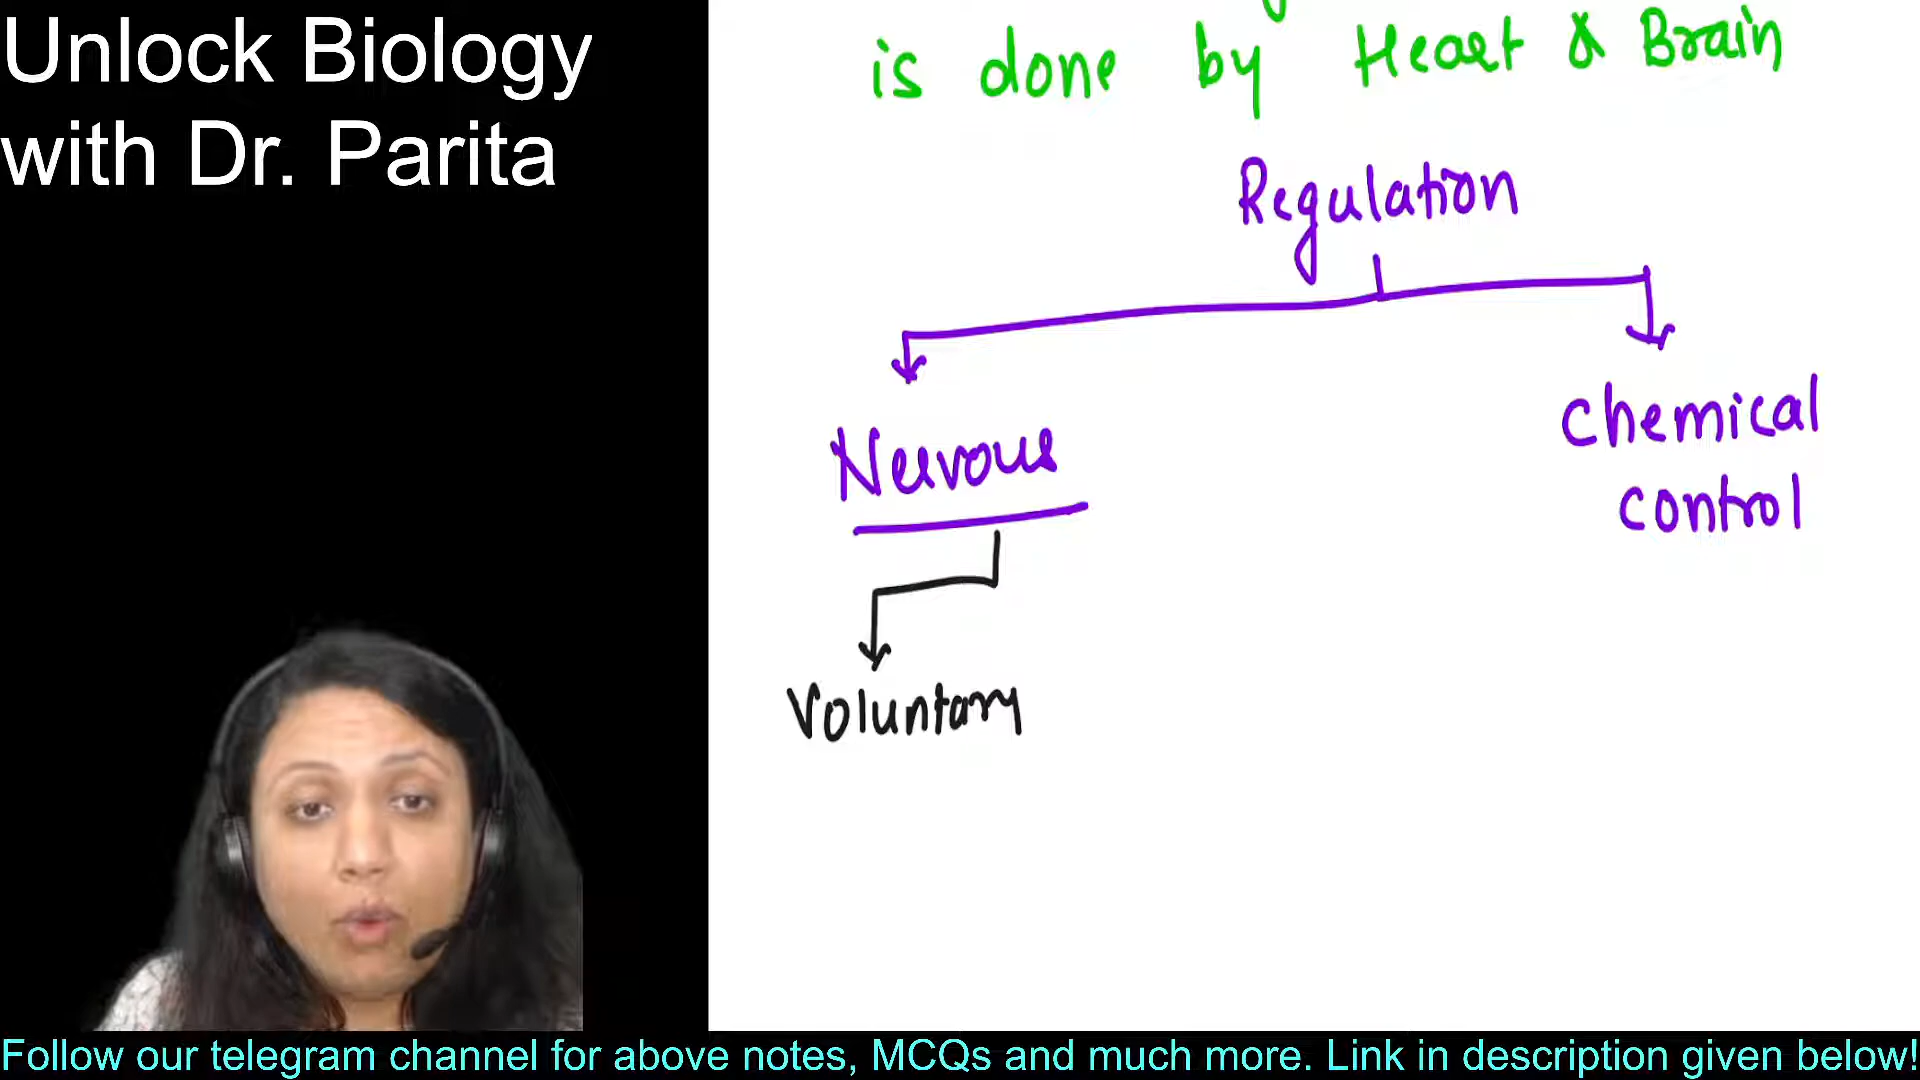 Unlock Biology
with Dr. Parita
is done by Heart & Brain
Regulation
Nervous
Chemical
control
Voluntary
Follow our telegram channel for above notes, MCQs and much more. Link in description given below!